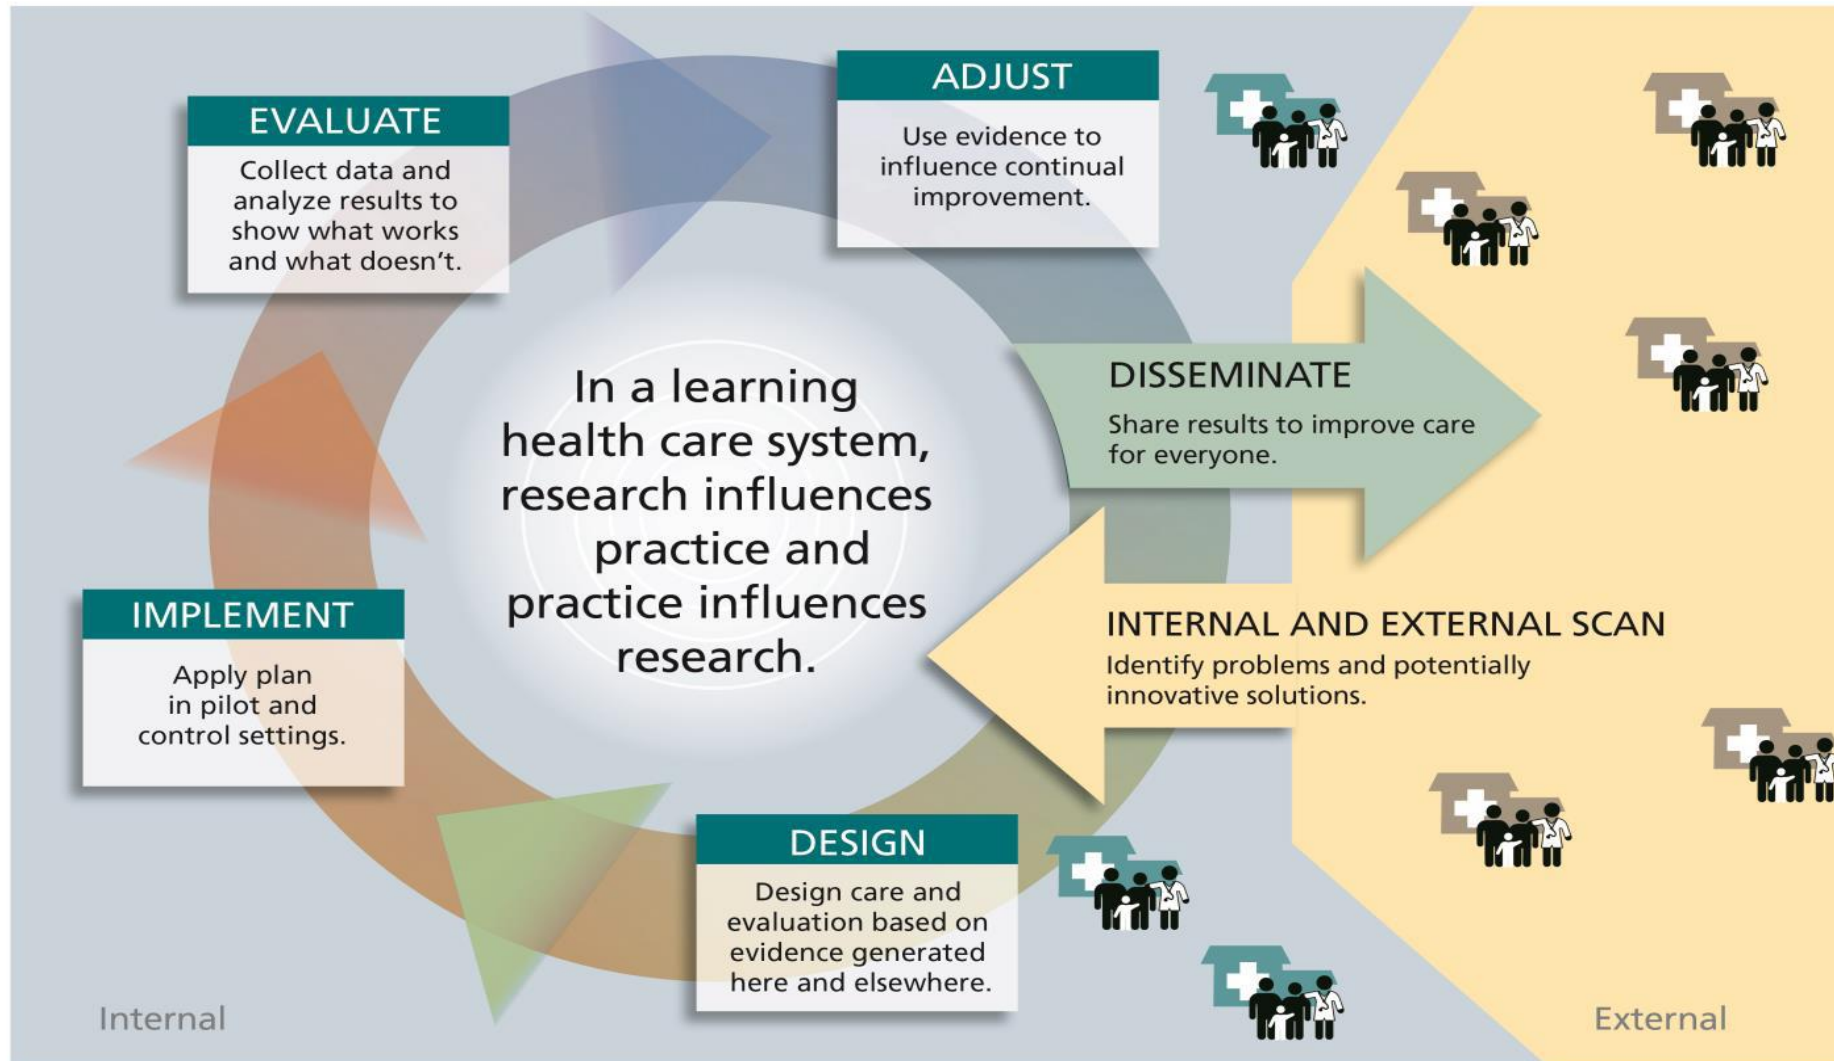 EVALUATE
Collect data and
analyze results to
show what works
and what doesn't.
ADJUST
Use evidence to
influence continual
improvement.
DISSEMINATE
Share results to improve care
for everyone.
In a learning
health care system,
research influences
practice and
practice influences
research.
INTERNAL AND EXTERNAL SCAN
Identify problems and potentially
innovative solutions.
IMPLEMENT
Apply plan
in pilot and
control settings.
DESIGN
Design care and
evaluation based on
evidence generated
here and elsewhere.
Internal
External